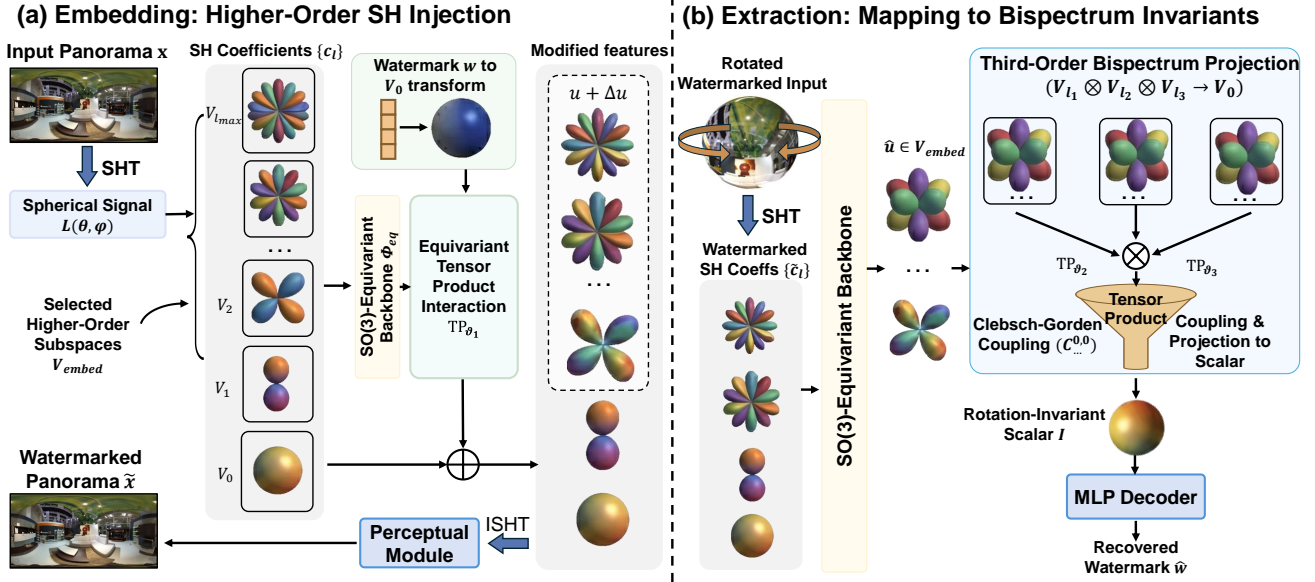 (a) Embedding: Higher-Order SH Injection
Input Panorama x
SHT
Spherical Signal
L(θ, φ)
Selected
Higher-Order
Subspaces
V_embed
Watermarked
Panorama x̃
SH Coefficients {c_l}
V_{l_max}
...
V_2
V_1
V_0
Watermark w to
V_0 transform
SO(3)-Equivariant
Backbone Φ_eq
Equivariant
Tensor
Product
Interaction
TP_{ϑ_1}
Modified features
u + Δu
...
ISHT
Perceptual
Module
(b) Extraction: Mapping to Bispectrum Invariants
Rotated
Watermarked Input
SHT
Watermarked
SH Coeffs {c̃_l}
SO(3)-Equivariant Backbone
û ∈ V_embed
...
Third-Order Bispectrum Projection
(V_{l_1} ⊗ V_{l_2} ⊗ V_{l_3} → V_0)
... ... ...
TP_{ϑ_2} TP_{ϑ_3}
Tensor
Product
Clebsch-Gorden
Coupling (C^{0,0}_{...})
Coupling &
Projection to
Scalar
Rotation-Invariant
Scalar I
MLP Decoder
Recovered
Watermark ŵ